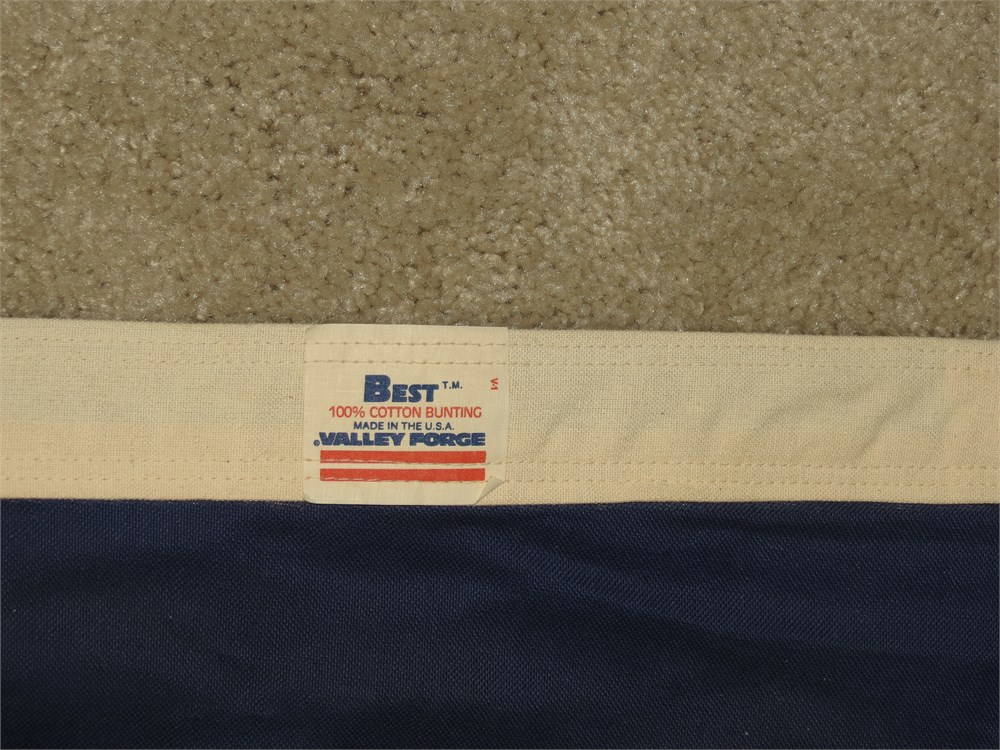 BEST T.M.
100% COTTON BUNTING
MADE IN THE U.S.A.
VALLEY FORGE